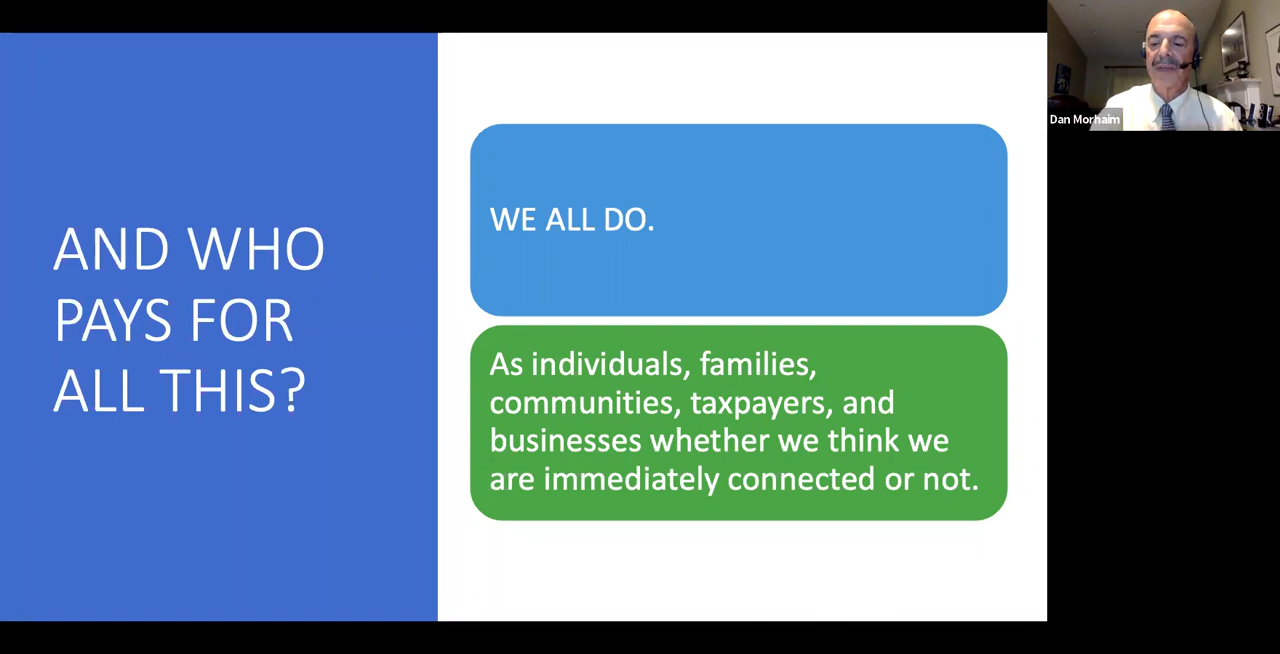 AND WHO
PAYS FOR
ALL THIS?
WE ALL DO.
As individuals, families,
communities, taxpayers, and
businesses whether we think we
are immediately connected or not.
Dan Morhaim